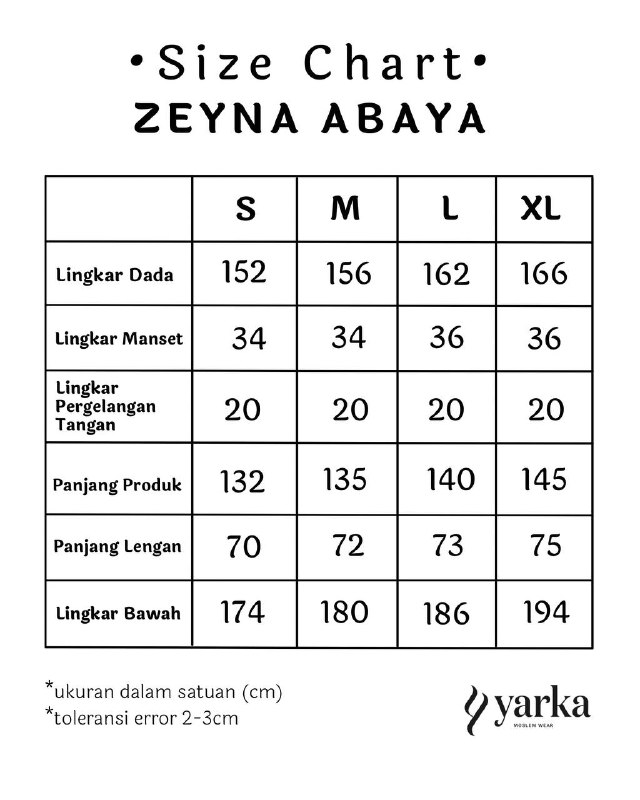 •Size Chart•
ZEYNA ABAYA
S M L XL
Lingkar Dada 152 156 162 166
Lingkar Manset 34 34 36 36
Lingkar
Pergelangan
Tangan
20 20 20 20
Panjang Produk 132 135 140 145
Panjang Lengan 70 72 73 75
Lingkar Bawah 174 180 186 194
*ukuran dalam satuan (cm)
*toleransi error 2-3cm
yarka
MOSLEM WEAR